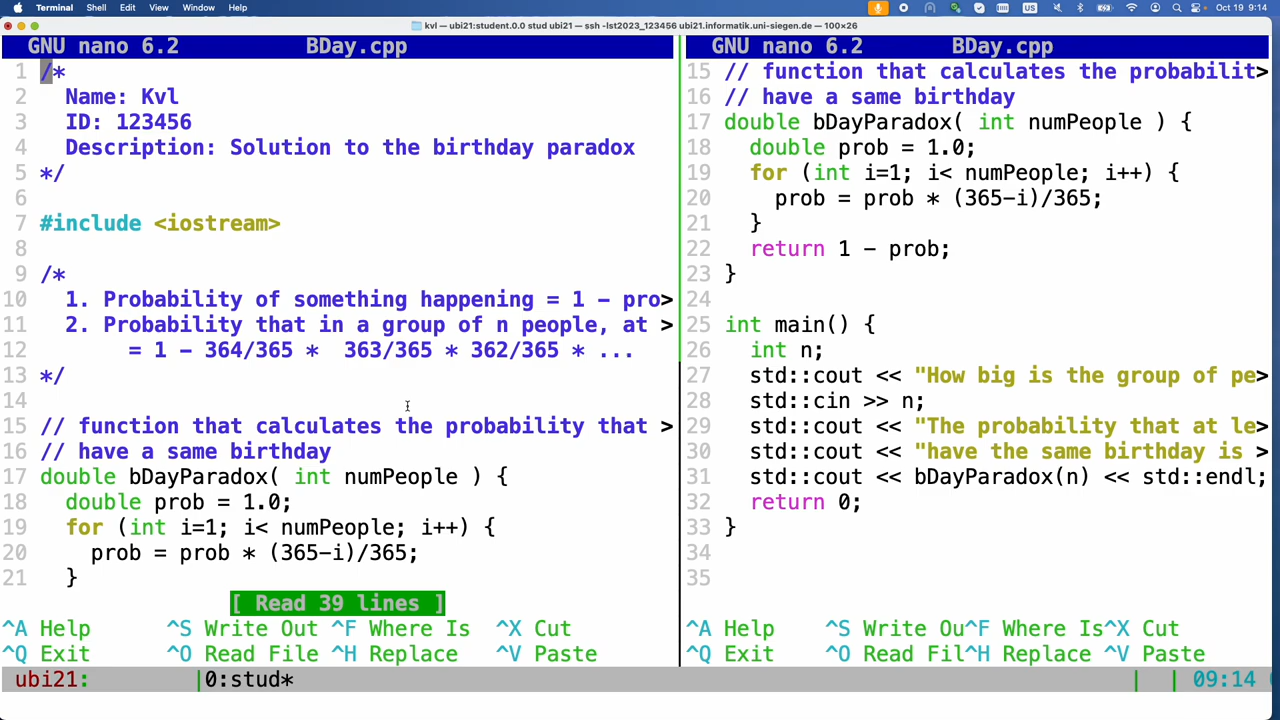 Terminal Shell Edit View Window Help US Oct 19 9:14
kvl — ubi21:student.0.0 stud ubi21 — ssh -lst2023_123456 ubi21.informatik.uni-siegen.de — 100×26
GNU nano 6.2 BDay.cpp
1 /*
2 Name: Kvl
3 ID: 123456
4 Description: Solution to the birthday paradox
5 */
6
7 #include <iostream>
8
9 /*
10 1. Probability of something happening = 1 - pro>
11 2. Probability that in a group of n people, at >
12 = 1 - 364/365 * 363/365 * 362/365 * ...
13 */
14
15 // function that calculates the probability that >
16 // have a same birthday
17 double bDayParadox( int numPeople ) {
18 double prob = 1.0;
19 for (int i=1; i< numPeople; i++) {
20 prob = prob * (365-i)/365;
21 }
[ Read 39 lines ]
^A Help ^S Write Out ^F Where Is ^X Cut
^Q Exit ^O Read File ^H Replace ^V Paste
GNU nano 6.2 BDay.cpp
15 // function that calculates the probabilit>
16 // have a same birthday
17 double bDayParadox( int numPeople ) {
18 double prob = 1.0;
19 for (int i=1; i< numPeople; i++) {
20 prob = prob * (365-i)/365;
21 }
22 return 1 - prob;
23 }
24
25 int main() {
26 int n;
27 std::cout << "How big is the group of pe>
28 std::cin >> n;
29 std::cout << "The probability that at le>
30 std::cout << "have the same birthday is >
31 std::cout << bDayParadox(n) << std::endl;
32 return 0;
33 }
34
35
^A Help ^S Write Ou^F Where Is^X Cut
^Q Exit ^O Read Fil^H Replace ^V Paste
ubi21: |0:stud* | | 09:14